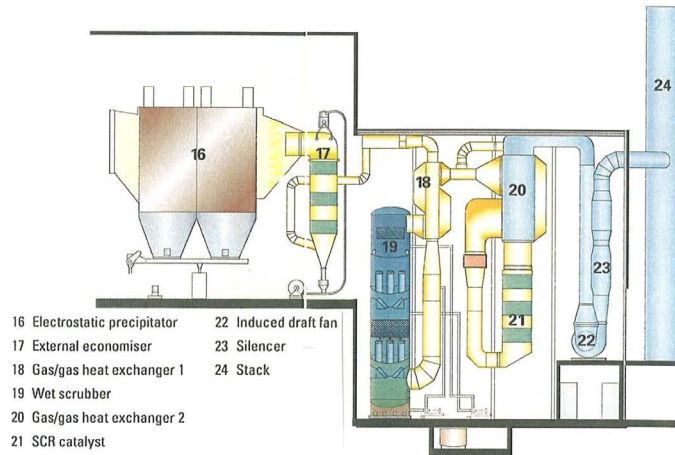 24
16
17
18
20
19
23
21
22
16 Electrostatic precipitator
17 External economiser
18 Gas/gas heat exchanger 1
19 Wet scrubber
20 Gas/gas heat exchanger 2
21 SCR catalyst
22 Induced draft fan
23 Silencer
24 Stack